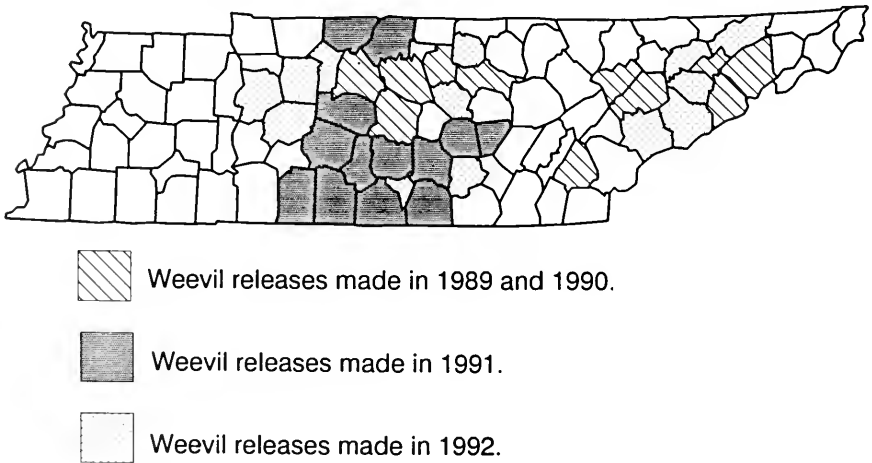 Weevil releases made in 1989 and 1990.
Weevil releases made in 1991.
Weevil releases made in 1992.